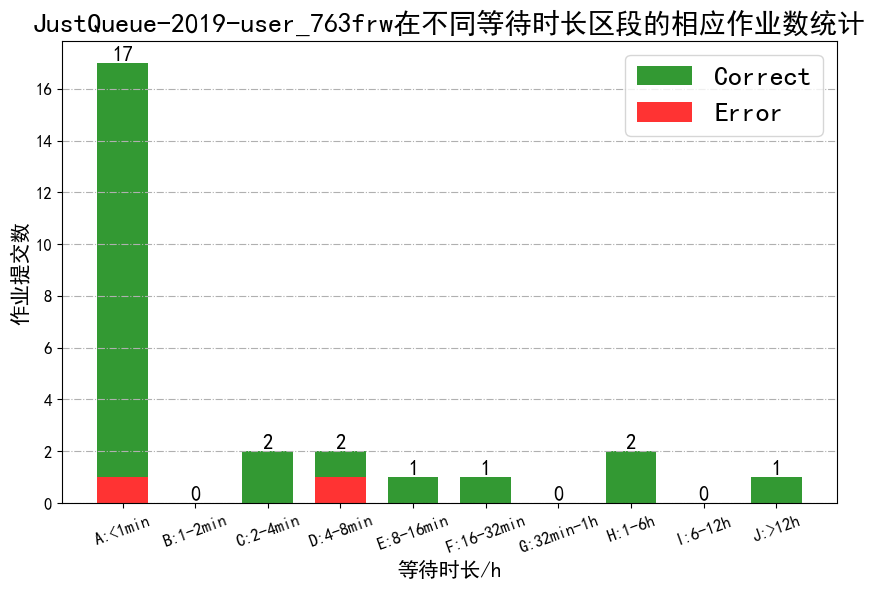 JustQueue-2019-user_763frw在不同等待时长区段的相应作业数统计
Correct
Error
作业提交数
16
14
12
10
8
6
4
2
0
17
0
2
2
1
1
0
2
0
1
A:<1min
B:1-2min
C:2-4min
D:4-8min
E:8-16min
F:16-32min
G:32min-1h
H:1-6h
I:6-12h
J:>12h
等待时长/h